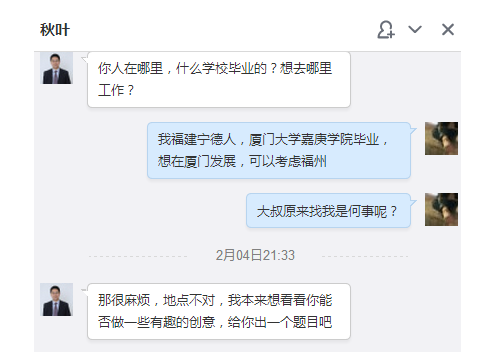 秋叶
你人在哪里，什么学校毕业的？想去哪里
工作？
我福建宁德人，厦门大学嘉庚学院毕业，
想在厦门发展，可以考虑福州
大叔原来找我是何事呢？
2月04日21:33
那很麻烦，地点不对，我本来想看看你能
否做一些有趣的创意，给你出一个题目吧